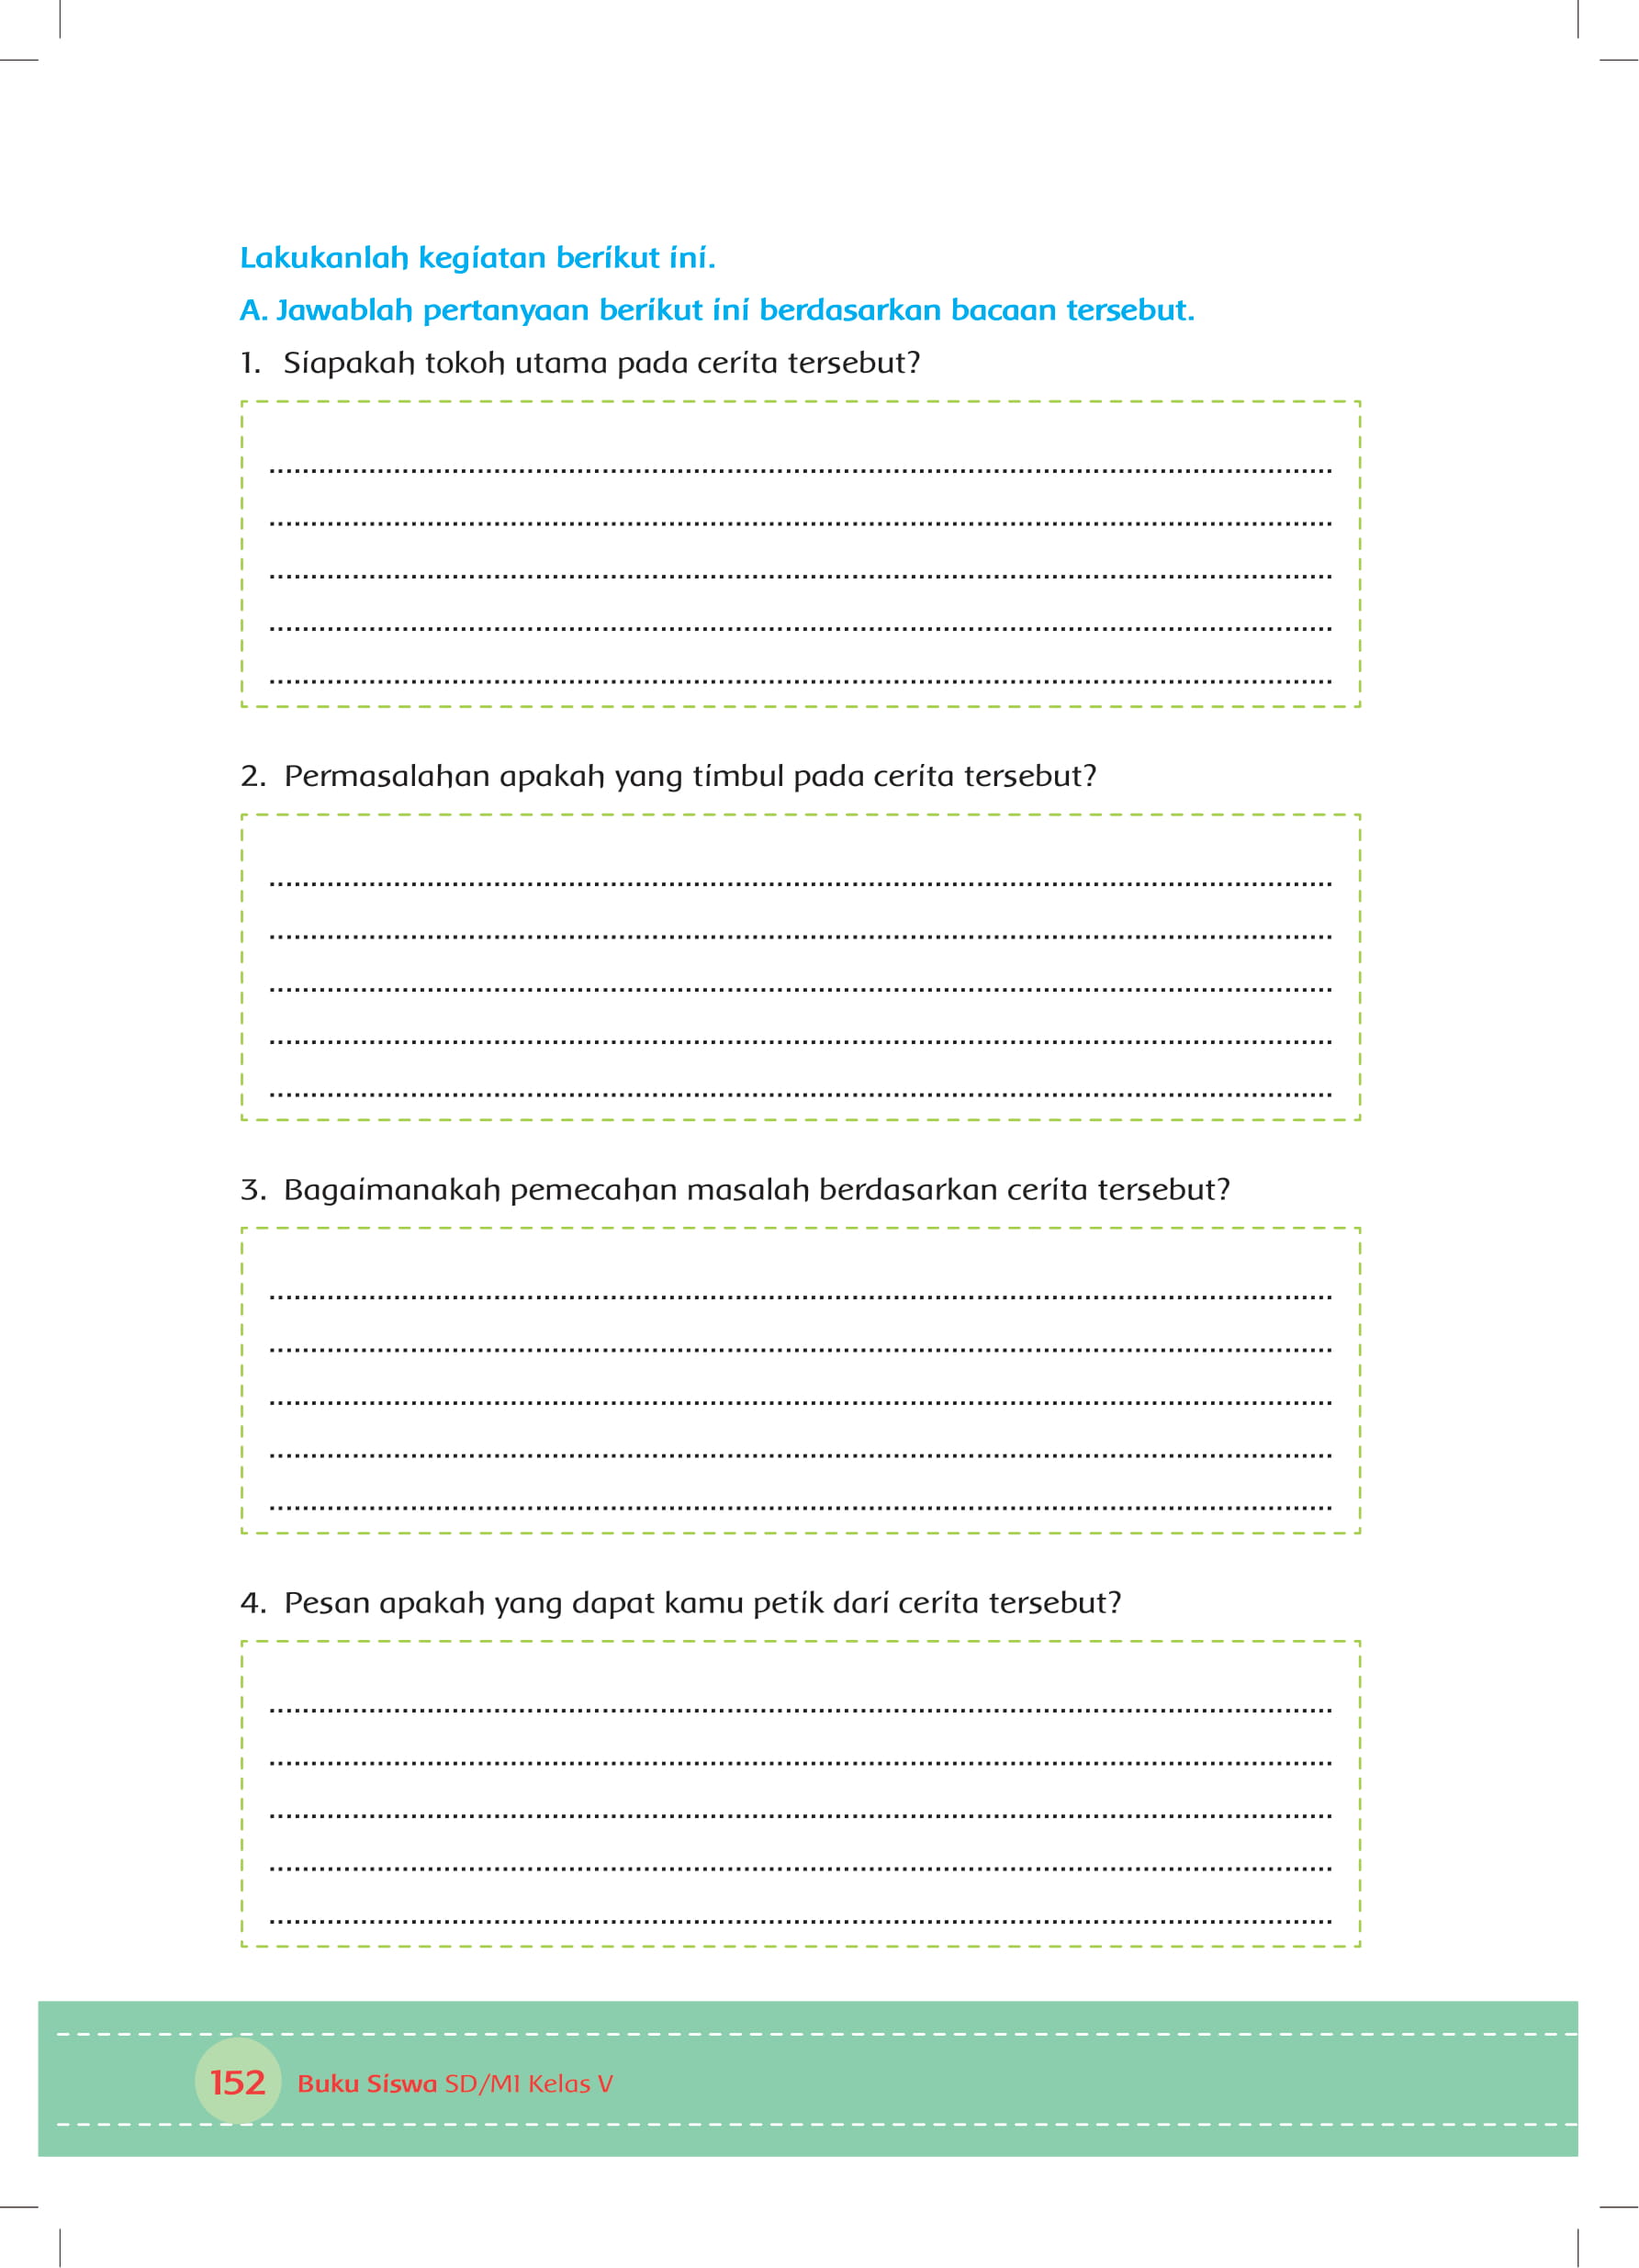 Lakukanlah kegiatan berikut ini.
A. Jawablah pertanyaan berikut ini berdasarkan bacaan tersebut.
1. Siapakah tokoh utama pada cerita tersebut?
2. Permasalahan apakah yang timbul pada cerita tersebut?
3. Bagaimanakah pemecahan masalah berdasarkan cerita tersebut?
4. Pesan apakah yang dapat kamu petik dari cerita tersebut?
152 Buku Siswa SD/MI Kelas V